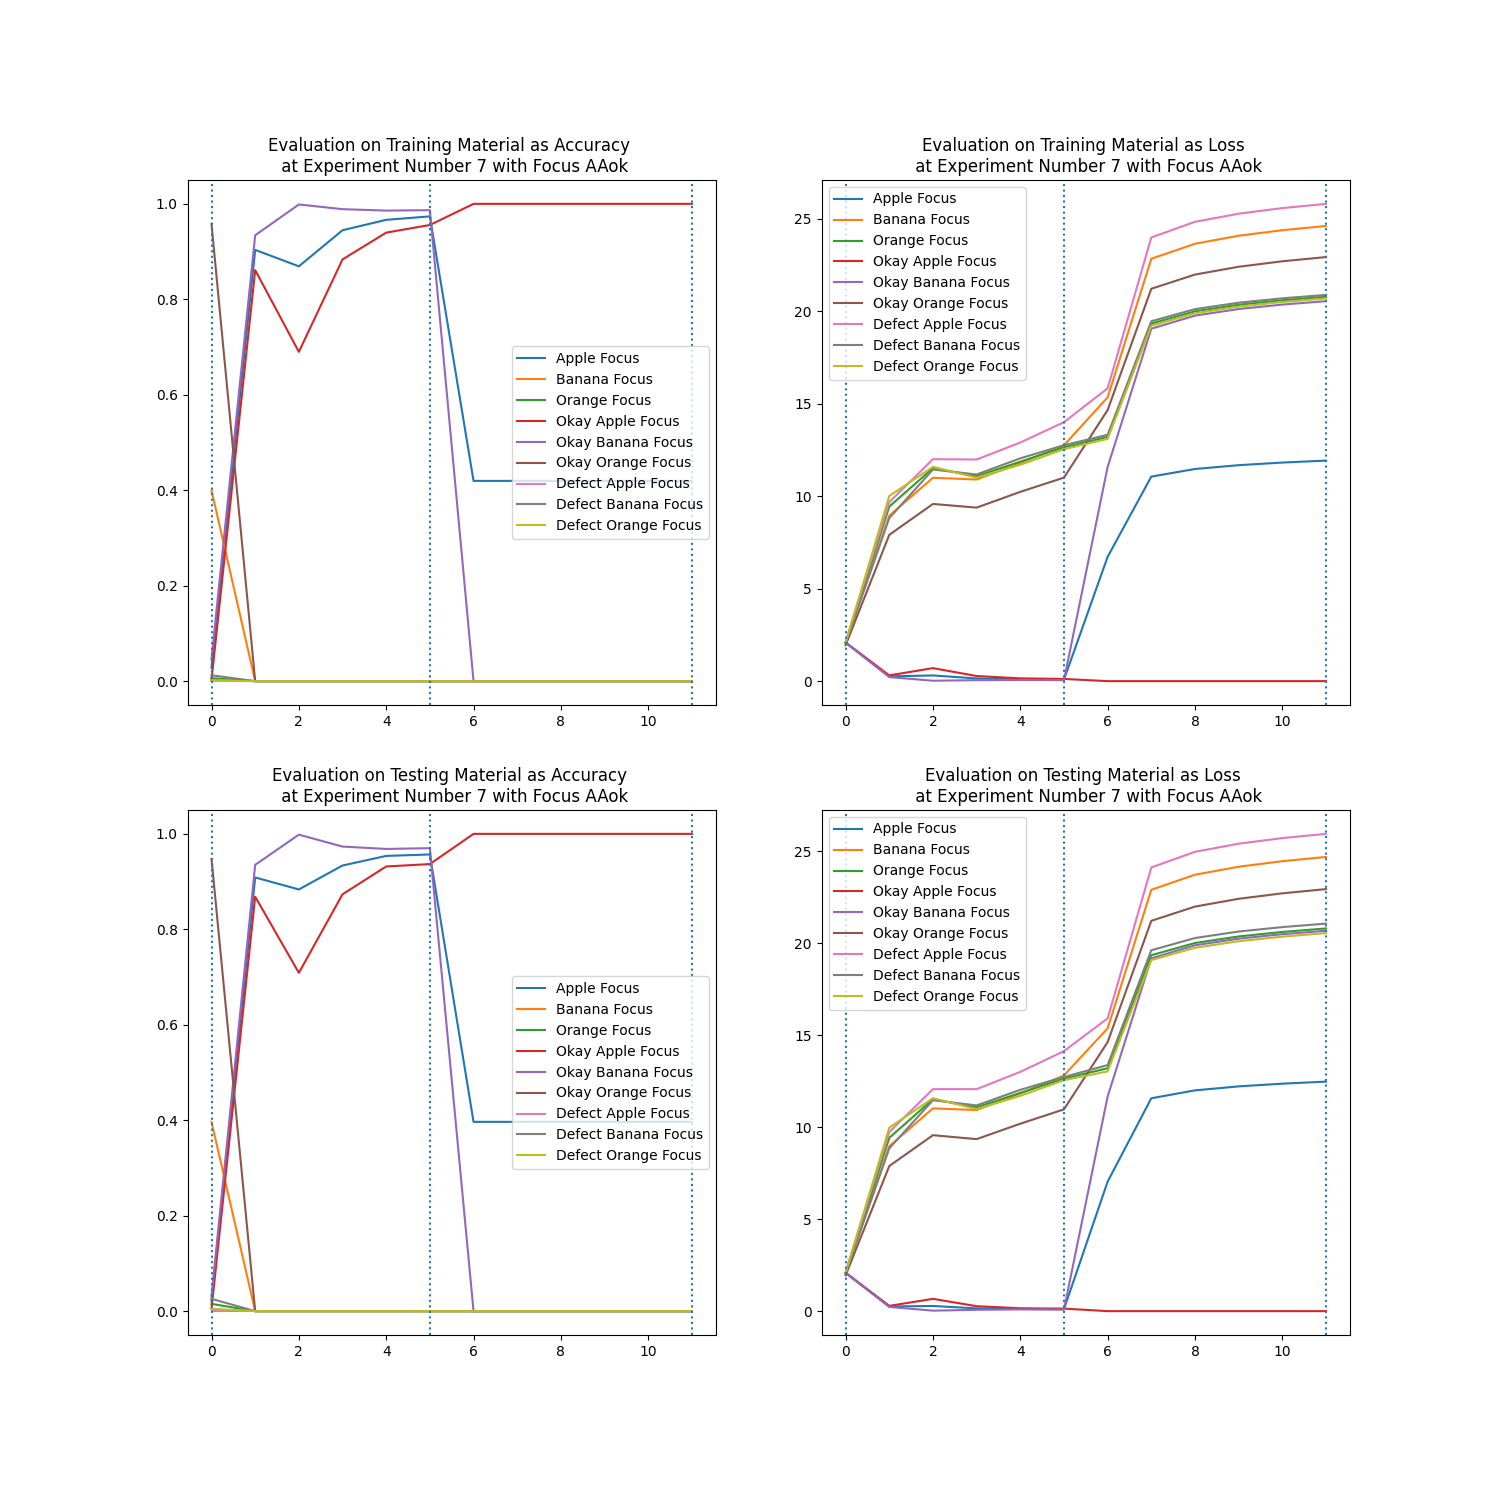 Evaluation on Training Material as Accuracy
at Experiment Number 7 with Focus AAok
1.0
0.8
0.6
0.4
0.2
0.0
0 2 4 6 8 10
Apple Focus
Banana Focus
Orange Focus
Okay Apple Focus
Okay Banana Focus
Okay Orange Focus
Defect Apple Focus
Defect Banana Focus
Defect Orange Focus
Evaluation on Training Material as Loss
at Experiment Number 7 with Focus AAok
25
20
15
10
5
0
0 2 4 6 8 10
Apple Focus
Banana Focus
Orange Focus
Okay Apple Focus
Okay Banana Focus
Okay Orange Focus
Defect Apple Focus
Defect Banana Focus
Defect Orange Focus
Evaluation on Testing Material as Accuracy
at Experiment Number 7 with Focus AAok
1.0
0.8
0.6
0.4
0.2
0.0
0 2 4 6 8 10
Apple Focus
Banana Focus
Orange Focus
Okay Apple Focus
Okay Banana Focus
Okay Orange Focus
Defect Apple Focus
Defect Banana Focus
Defect Orange Focus
Evaluation on Testing Material as Loss
at Experiment Number 7 with Focus AAok
25
20
15
10
5
0
0 2 4 6 8 10
Apple Focus
Banana Focus
Orange Focus
Okay Apple Focus
Okay Banana Focus
Okay Orange Focus
Defect Apple Focus
Defect Banana Focus
Defect Orange Focus